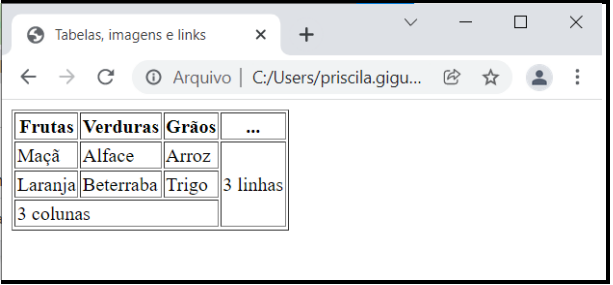 Tabelas, imagens e links
Arquivo | C:/Users/priscila.gigu...
Frutas Verduras Grãos ...
Maçã Alface Arroz
Laranja Beterraba Trigo 3 linhas
3 colunas